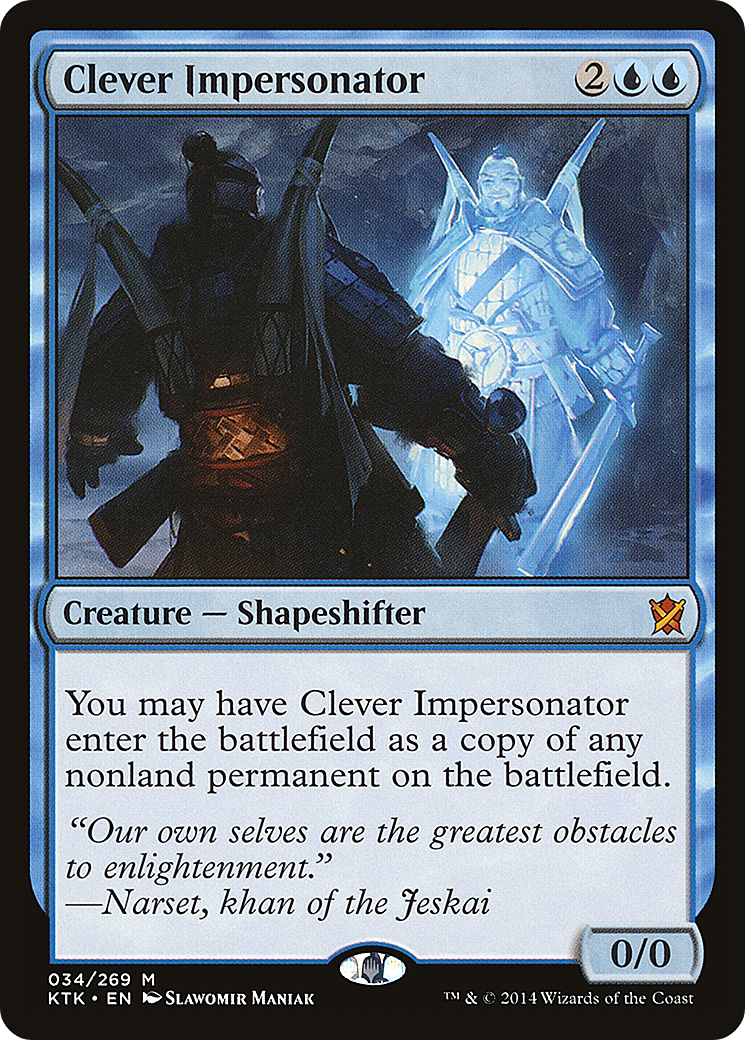 Clever Impersonator 2
Creature — Shapeshifter
You may have Clever Impersonator
enter the battlefield as a copy of any
nonland permanent on the battlefield.
“Our own selves are the greatest obstacles
to enlightenment.”
—Narset, khan of the Jeskai
0/0
034/269 M
KTK • EN Slawomir Maniak
™ & © 2014 Wizards of the Coast